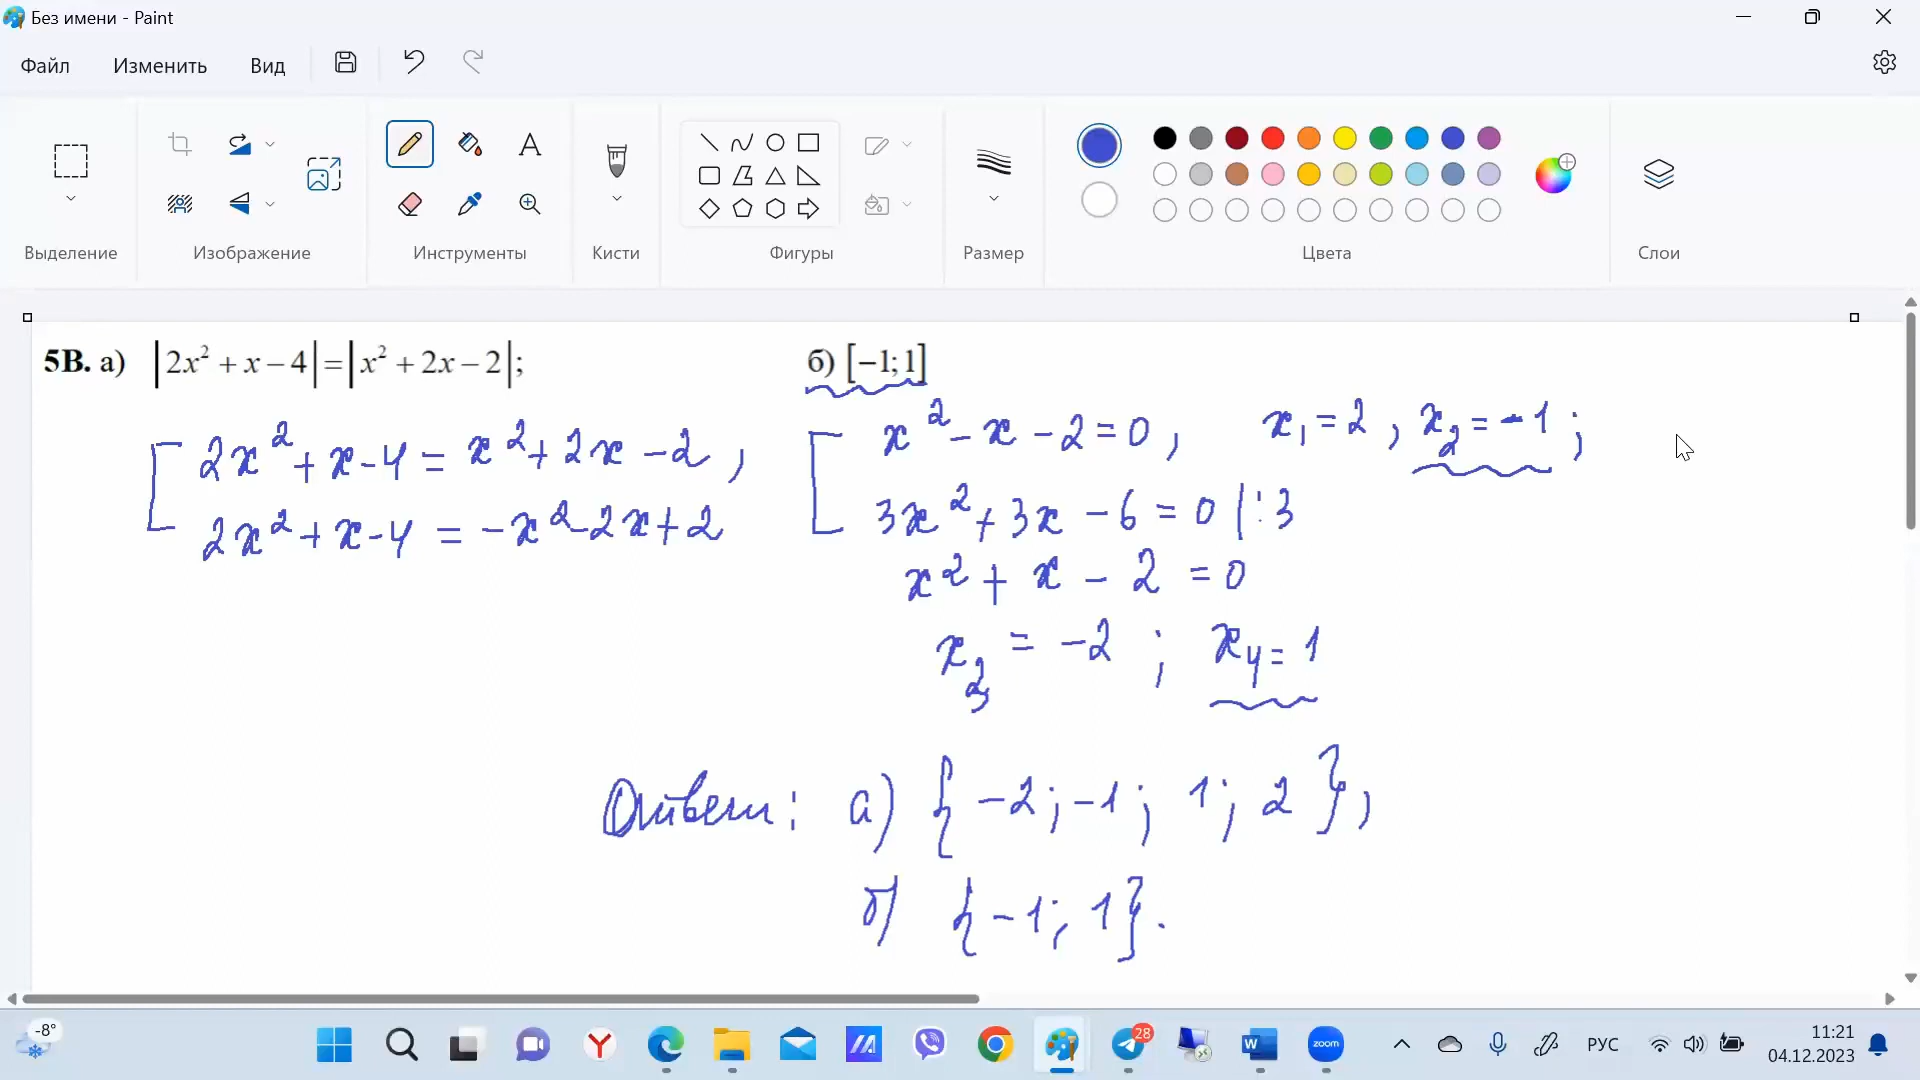 Без имени - Paint
Файл Изменить Вид
Выделение Изображение Инструменты Кисти Фигуры Размер Цвета Слои
5В. а) |2x² + x − 4| = |x² + 2x − 2|; б) [−1; 1]
2x² + x − 4 = x² + 2x − 2,
2x² + x − 4 = −x² − 2x + 2
x² − x − 2 = 0, x₁ = 2, x₂ = −1;
3x² + 3x − 6 = 0 | : 3
x² + x − 2 = 0
x₃ = −2; x₄ = 1
Ответ: а) {−2; −1; 1; 2},
б) {−1; 1}.
-8°
28
zoom
РУС
11:21
04.12.2023